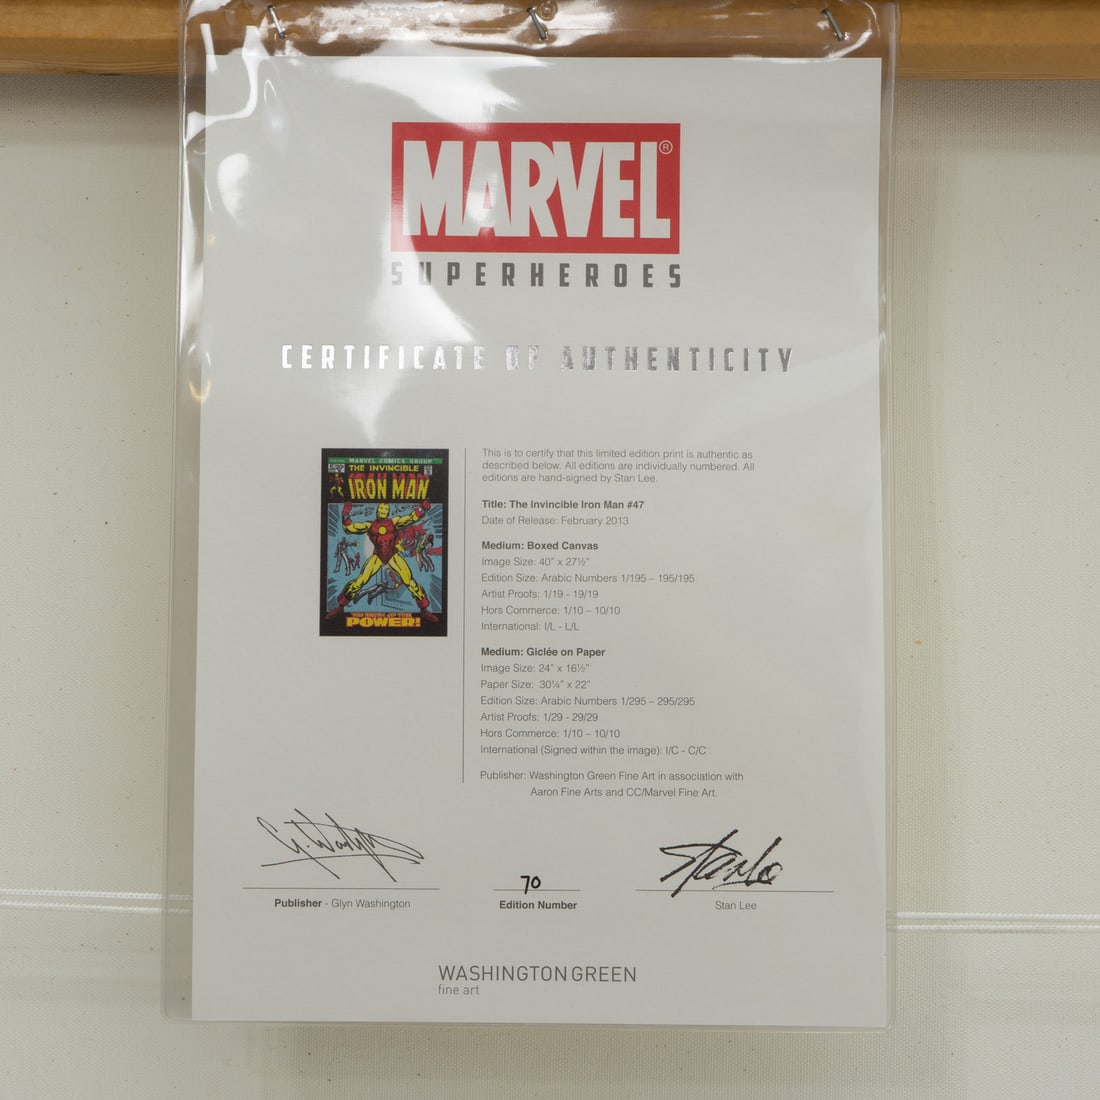 MARVEL®
SUPERHEROES
CERTIFICATE OF AUTHENTICITY
MARVEL COMICS GROUP
THE INVINCIBLE
IRON MAN
POWER!
This is to certify that this limited edition print is authentic as
described below. All editions are individually numbered. All
editions are hand-signed by Stan Lee.
Title: The Invincible Iron Man #47
Date of Release: February 2013
Medium: Boxed Canvas
Image Size: 40” x 27½”
Edition Size: Arabic Numbers 1/195 – 195/195
Artist Proofs: 1/19 - 19/19
Hors Commerce: 1/10 – 10/10
International: I/L - L/L
Medium: Giclée on Paper
Image Size: 24” x 16½”
Paper Size: 30¼” x 22”
Edition Size: Arabic Numbers 1/295 – 295/295
Artist Proofs: 1/29 - 29/29
Hors Commerce: 1/10 – 10/10
International (Signed within the image): I/C - C/C
Publisher: Washington Green Fine Art in association with
Aaron Fine Arts and CC/Marvel Fine Art.
70
Stan Lee
Publisher - Glyn Washington
Edition Number
Stan Lee
WASHINGTON GREEN
fine art